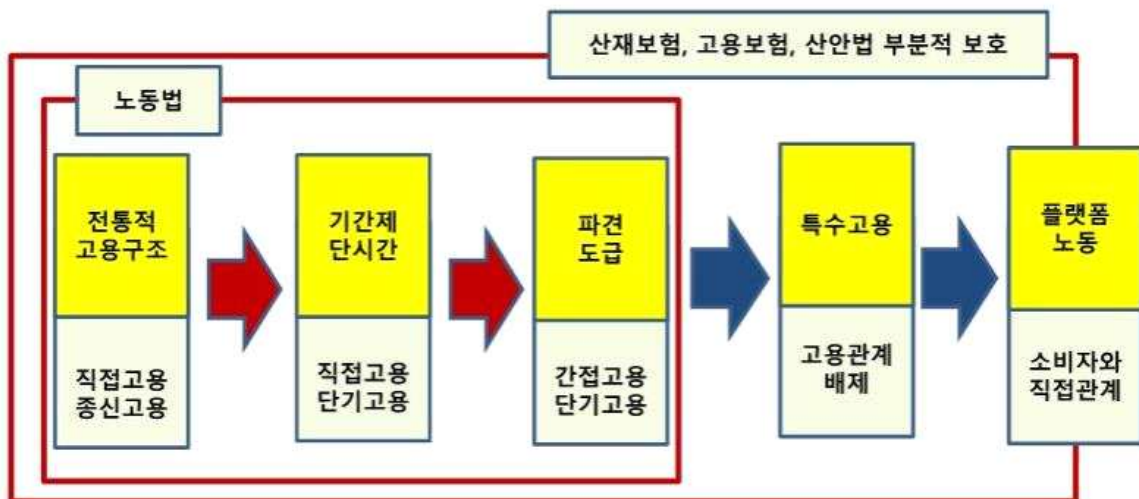 산재보험, 고용보험, 산안법 부분적 보호
노동법
전통적
고용구조
직접고용
종신고용
기간제
단시간
직접고용
단기고용
파견
도급
간접고용
단기고용
특수고용
고용관계
배제
플랫폼
노동
소비자와
직접관계